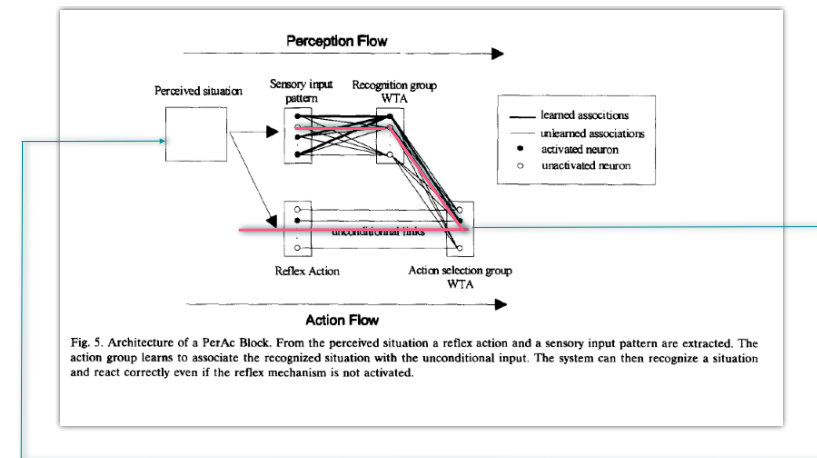 Perception Flow
Perceived situation
Sensory input
pattern
Recognition group
WTA
learned associtions
unlearned associations
activated neuron
unactivated neuron
unconditionnal links
Reflex Action
Action selection group
WTA
Action Flow
Fig. 5. Architecture of a PerAc Block. From the perceived situation a reflex action and a sensory input pattern are extracted. The
action group learns to associate the recognized situation with the unconditional input. The system can then recognize a situation
and react correctly even if the reflex mechanism is not activated.